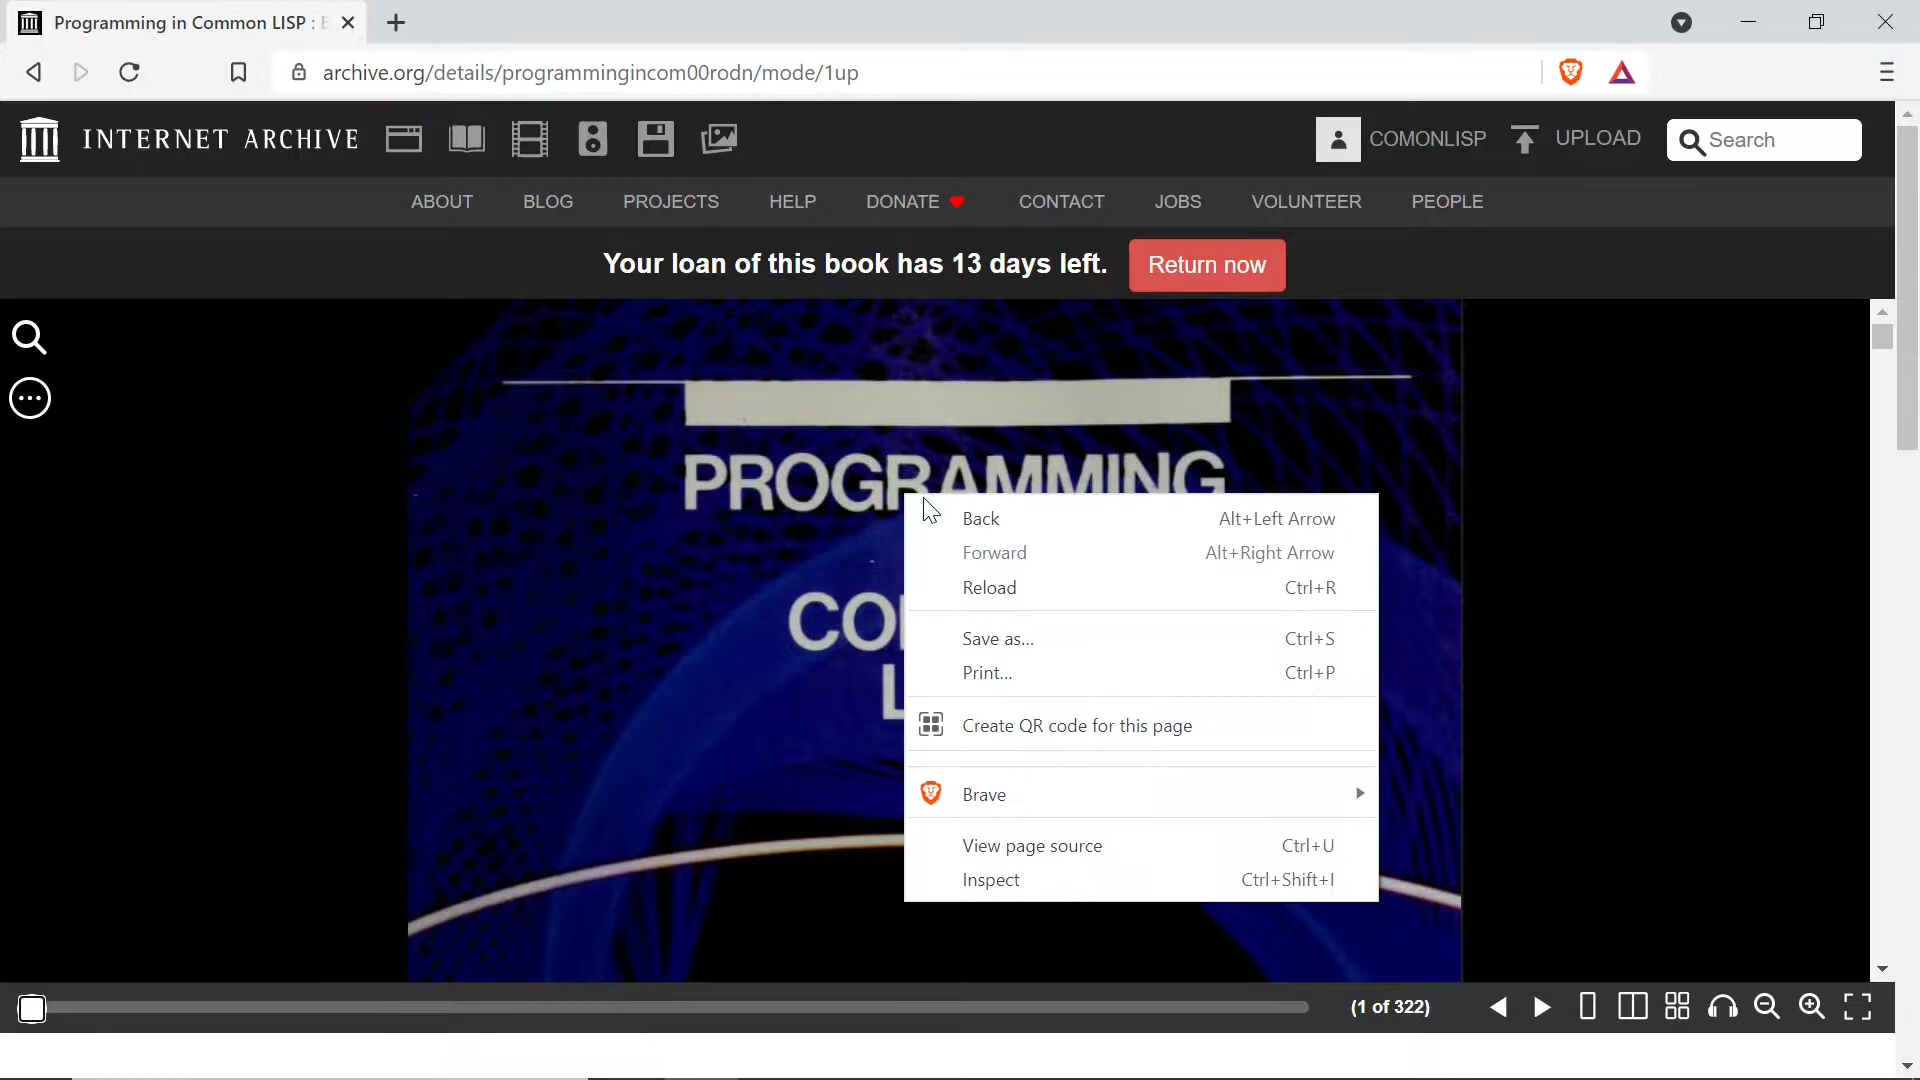 Programming in Common LISP :
archive.org/details/programmingincom00rodn/mode/1up
INTERNET ARCHIVE
COMONLISP
UPLOAD
Search
ABOUT BLOG PROJECTS HELP DONATE CONTACT JOBS VOLUNTEER PEOPLE
Your loan of this book has 13 days left.
Return now
PROGRAMMING
CO
L
Back Alt+Left Arrow
Forward Alt+Right Arrow
Reload Ctrl+R
Save as... Ctrl+S
Print... Ctrl+P
Create QR code for this page
Brave
View page source Ctrl+U
Inspect Ctrl+Shift+I
(1 of 322)